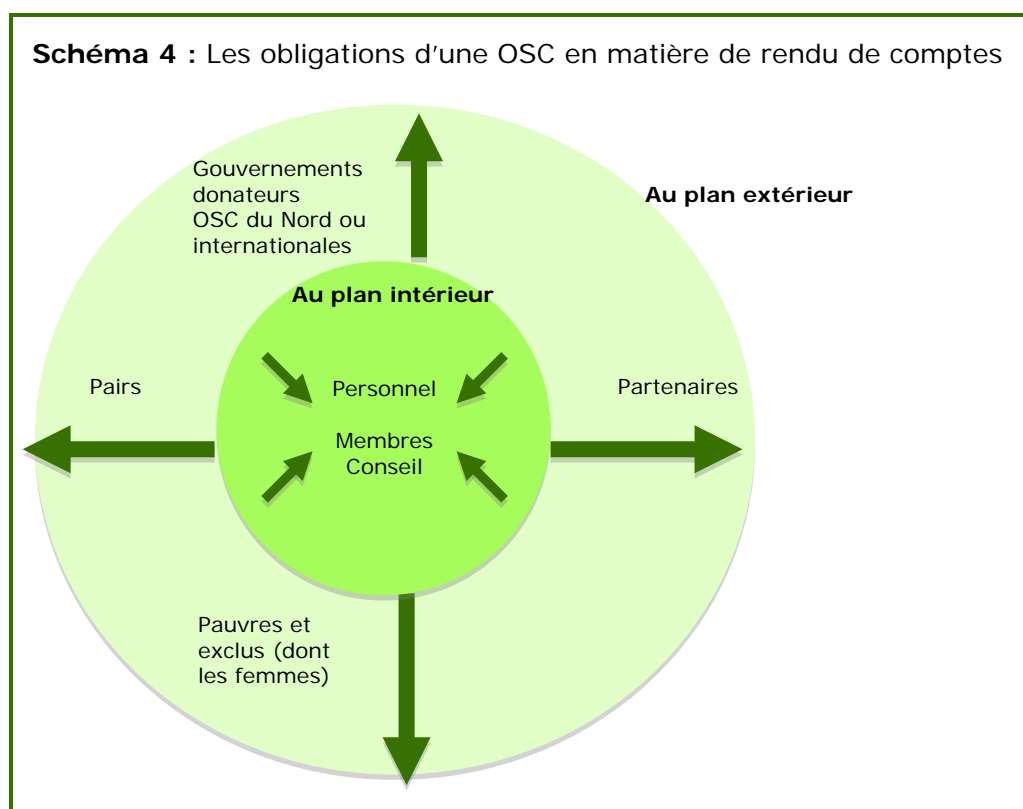 Schéma 4 : Les obligations d’une OSC en matière de rendu de comptes
Gouvernements
donateurs
OSC du Nord ou
internationales
Au plan extérieur
Au plan intérieur
Pairs
Personnel
Partenaires
Membres
Conseil
Pauvres et
exclus (dont
les femmes)